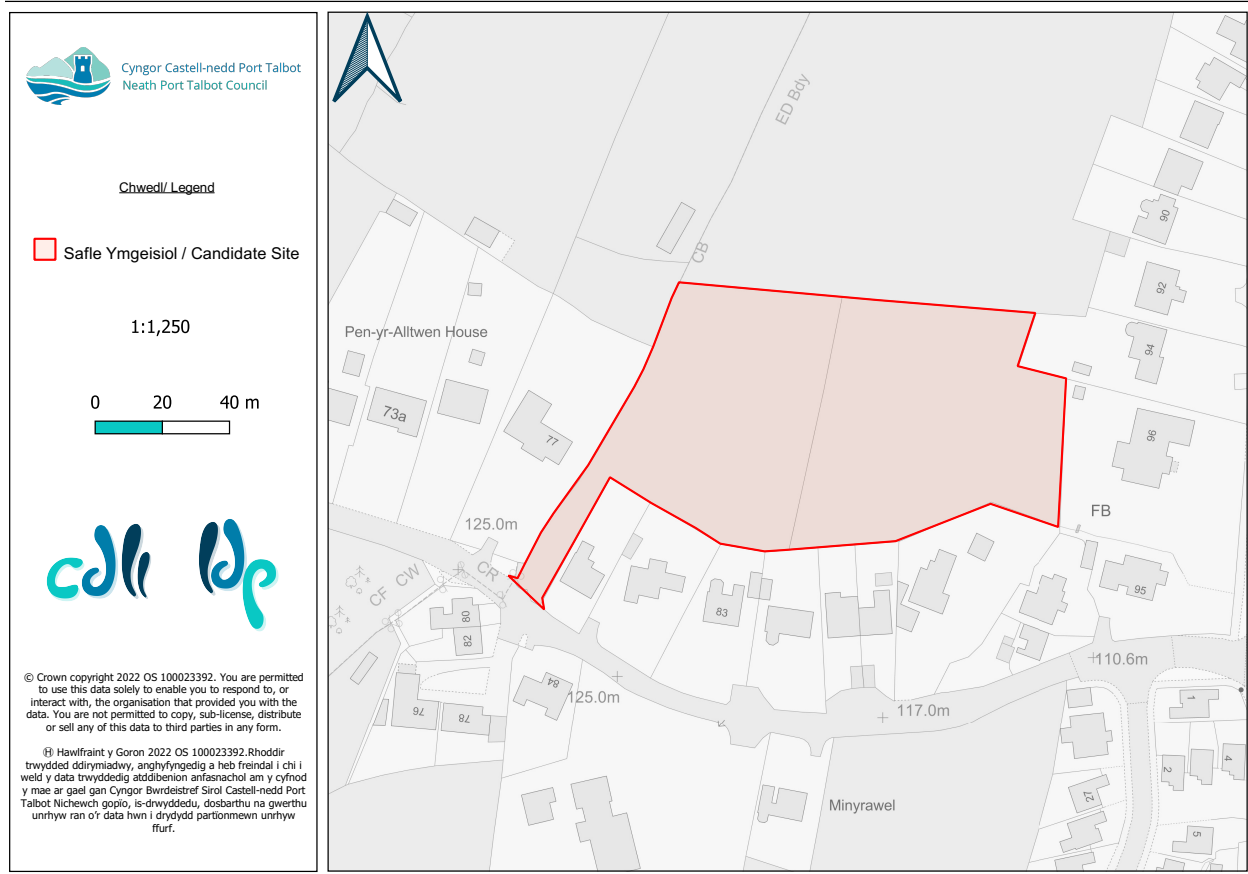 Cyngor Castell-nedd Port Talbot
Neath Port Talbot Council
Chwedl/ Legend
Safle Ymgeisiol / Candidate Site
1:1,250
0 20 40 m
cdll ldp
© Crown copyright 2022 OS 100023392. You are permitted
to use this data solely to enable you to respond to, or
interact with, the organisation that provided you with the
data. You are not permitted to copy, sub-license, distribute
or sell any of this data to third parties in any form.
Ⓗ Hawlfraint y Goron 2022 OS 100023392.Rhoddir
trwydded ddirymiadwy, anghyfyngedig a heb freindal i chi i
weld y data trwyddedig atddibenion anfasnachol am y cyfnod
y mae ar gael gan Cyngor Bwrdeistref Sirol Castell-nedd Port
Talbot Nichewch gopïo, is-drwyddedu, dosbarthu na gwerthu
unrhyw ran o'r data hwn i drydydd partïonmewn unrhyw
ffurf.
ED Bdy
CB
90
92
94
96
Pen-yr-Alltwen House
73a
77
125.0m
FB
CR
CW
CF
80
82
83
95
76
78
84
125.0m
117.0m
110.6m
1
2
4
27
5
Minyrawel